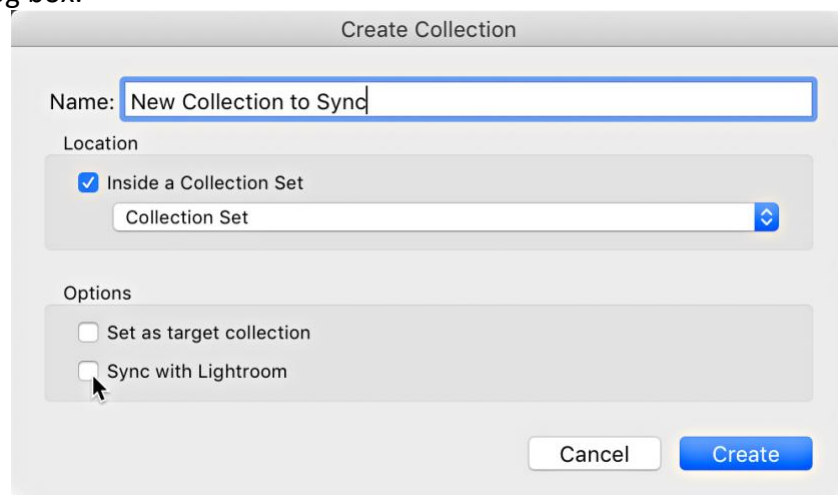 g box.
Create Collection
Name: New Collection to Sync
Location
Inside a Collection Set
Collection Set
Options
Set as target collection
Sync with Lightroom
Cancel Create